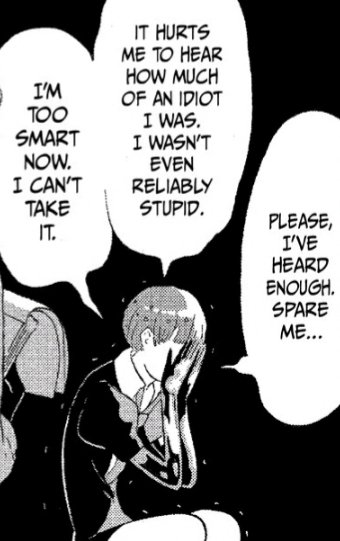 PLEASE,
I'VE
HEARD
ENOUGH.
SPARE
ME...
IT HURTS
ME TO HEAR
HOW MUCH
OF AN IDIOT
I WAS.
I WASN'T
EVEN
RELIABLY
STUPID.
I'M
TOO
SMART
NOW.
I CAN'T
TAKE
IT.